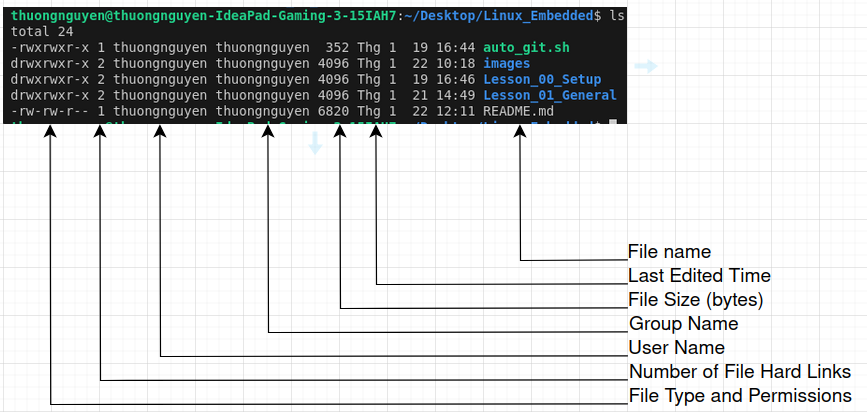 thuongnguyen@thuongnguyen-IdeaPad-Gaming-3-15IAH7:~/Desktop/Linux_Embedded$ ls
total 24
-rwxrwxr-x 1 thuongnguyen thuongnguyen 352 Thg 1 19 16:44 auto_git.sh
drwxrwxr-x 2 thuongnguyen thuongnguyen 4096 Thg 1 22 10:18 images
drwxrwxr-x 2 thuongnguyen thuongnguyen 4096 Thg 1 19 16:46 Lesson_00_Setup
drwxrwxr-x 2 thuongnguyen thuongnguyen 4096 Thg 1 21 14:49 Lesson_01_General
-rw-rw-r-- 1 thuongnguyen thuongnguyen 6820 Thg 1 22 12:11 README.md
File name
Last Edited Time
File Size (bytes)
Group Name
User Name
Number of File Hard Links
File Type and Permissions